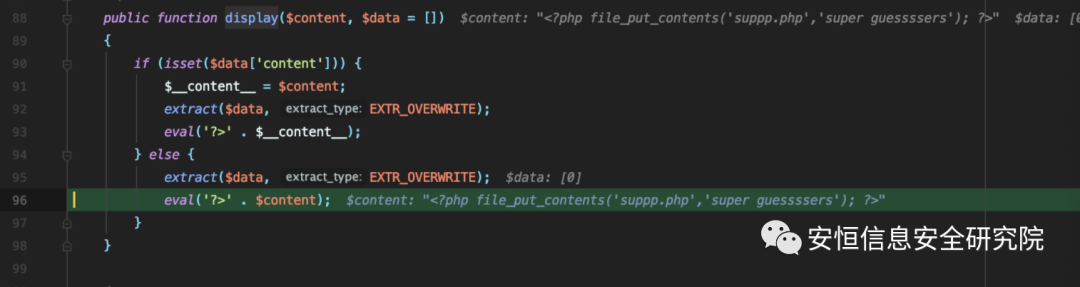 88 public function display($content, $data = []) $content: "<?php file_put_contents('suppp.php','super guesssssers'); ?>" $data: [0
89 {
90 if (isset($data['content'])) {
91 $__content__ = $content;
92 extract($data, extract_type: EXTR_OVERWRITE);
93 eval('?>' . $__content__);
94 } else {
95 extract($data, extract_type: EXTR_OVERWRITE); $data: [0]
96 eval('?>' . $content); $content: "<?php file_put_contents('suppp.php','super guesssssers'); ?>"
97 }
98 }
99
安恒信息安全研究院